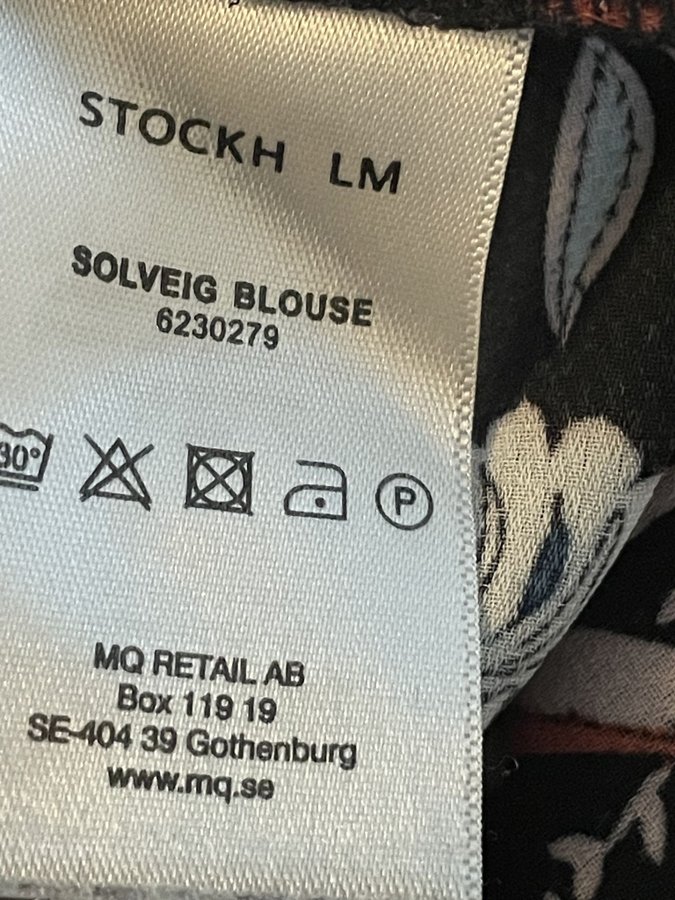 STOCKH LM
SOLVEIG BLOUSE
6230279
30°
P
MQ RETAIL AB
Box 119 19
SE-404 39 Gothenburg
www.mq.se